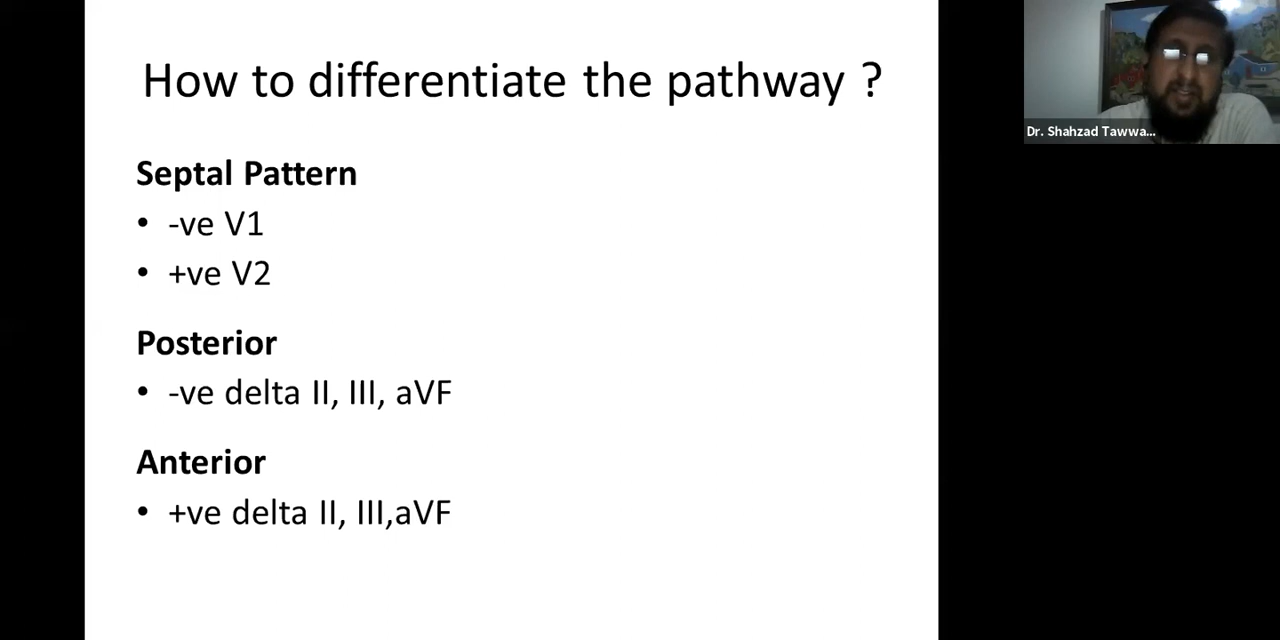 How to differentiate the pathway ?
Septal Pattern
• -ve V1
• +ve V2
Posterior
• -ve delta II, III, aVF
Anterior
• +ve delta II, III,aVF
Dr. Shahzad Tawwa...